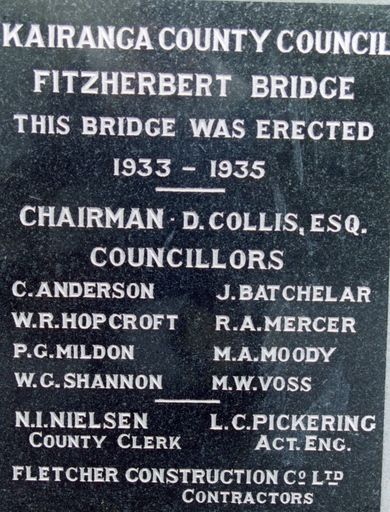 KAIRANGA COUNTY COUNCIL
FITZHERBERT BRIDGE
THIS BRIDGE WAS ERECTED
1933 - 1935
CHAIRMAN · D. COLLIS, ESQ.
COUNCILLORS
C. ANDERSON J. BATCHELAR
W. R. HOPCROFT R. A. MERCER
P. G. MILDON M. A. MOODY
W. G. SHANNON M. W. VOSS
N. I. NIELSEN L. C. PICKERING
COUNTY CLERK ACT. ENG.
FLETCHER CONSTRUCTION Cº LTD
CONTRACTORS